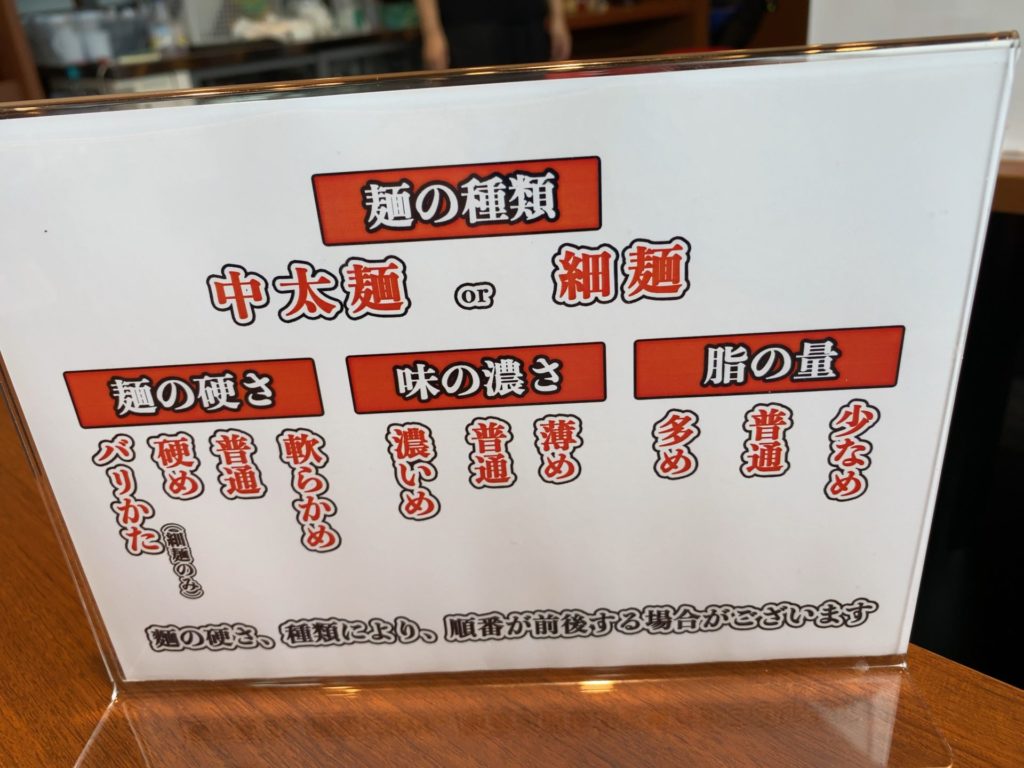 麺の種類
中太麺 or 細麺
麺の硬さ
軟らかめ
普通
硬め
バリかた
(細麺のみ)
味の濃さ
薄め
普通
濃いめ
脂の量
少なめ
普通
多め
麺の硬さ、種類により、順番が前後する場合がございます